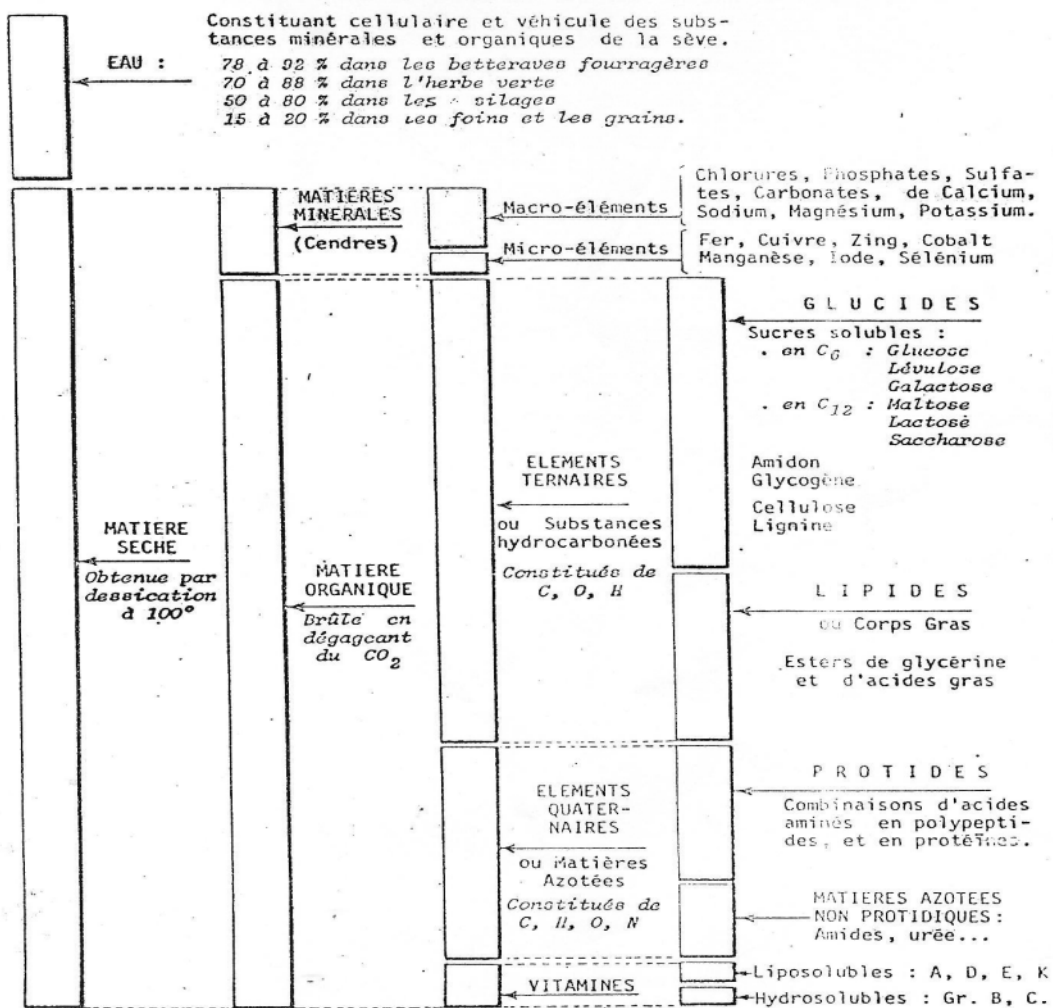 Constituant cellulaire et véhicule des subs-
tances minérales et organiques de la sève.
EAU :
78 à 92 % dans les betteraves fourragères
70 à 88 % dans l'herbe verte
50 à 80 % dans les silages
15 à 20 % dans les foins et les grains.
MATIERES
MINERALES
(Cendres)
Macro-éléments
Chlorures, Phosphates, Sulfa-
tes, Carbonates, de Calcium,
Sodium, Magnésium, Potassium.
Micro-éléments
Fer, Cuivre, Zing, Cobalt
Manganèse, Iode, Sélénium
MATIERE
SECHE
Obtenue par
dessication
à 100°
MATIERE
ORGANIQUE
Brûle en
dégageant
du CO2
ELEMENTS
TERNAIRES
ou Substances
hydrocarbonées
Constitués de
C, O, H
GLUCIDES
Sucres solubles :
. en C6 : Glucose
Lévulose
Galactose
. en C12 : Maltose
Lactose
Saccharose
Amidon
Glycogène
Cellulose
Lignine
LIPIDES
ou Corps Gras
Esters de glycérine
et d'acides gras
ELEMENTS
QUATER-
NAIRES
ou Matières
Azotées
Constitués de
C, H, O, N
PROTIDES
Combinaisons d'acides
aminés en polypepti-
des, et en protéïnes.
MATIERES AZOTEES
NON PROTIDIQUES:
Amides, urée...
VITAMINES
Liposolubles : A, D, E, K
Hydrosolubles : Gr. B, C.